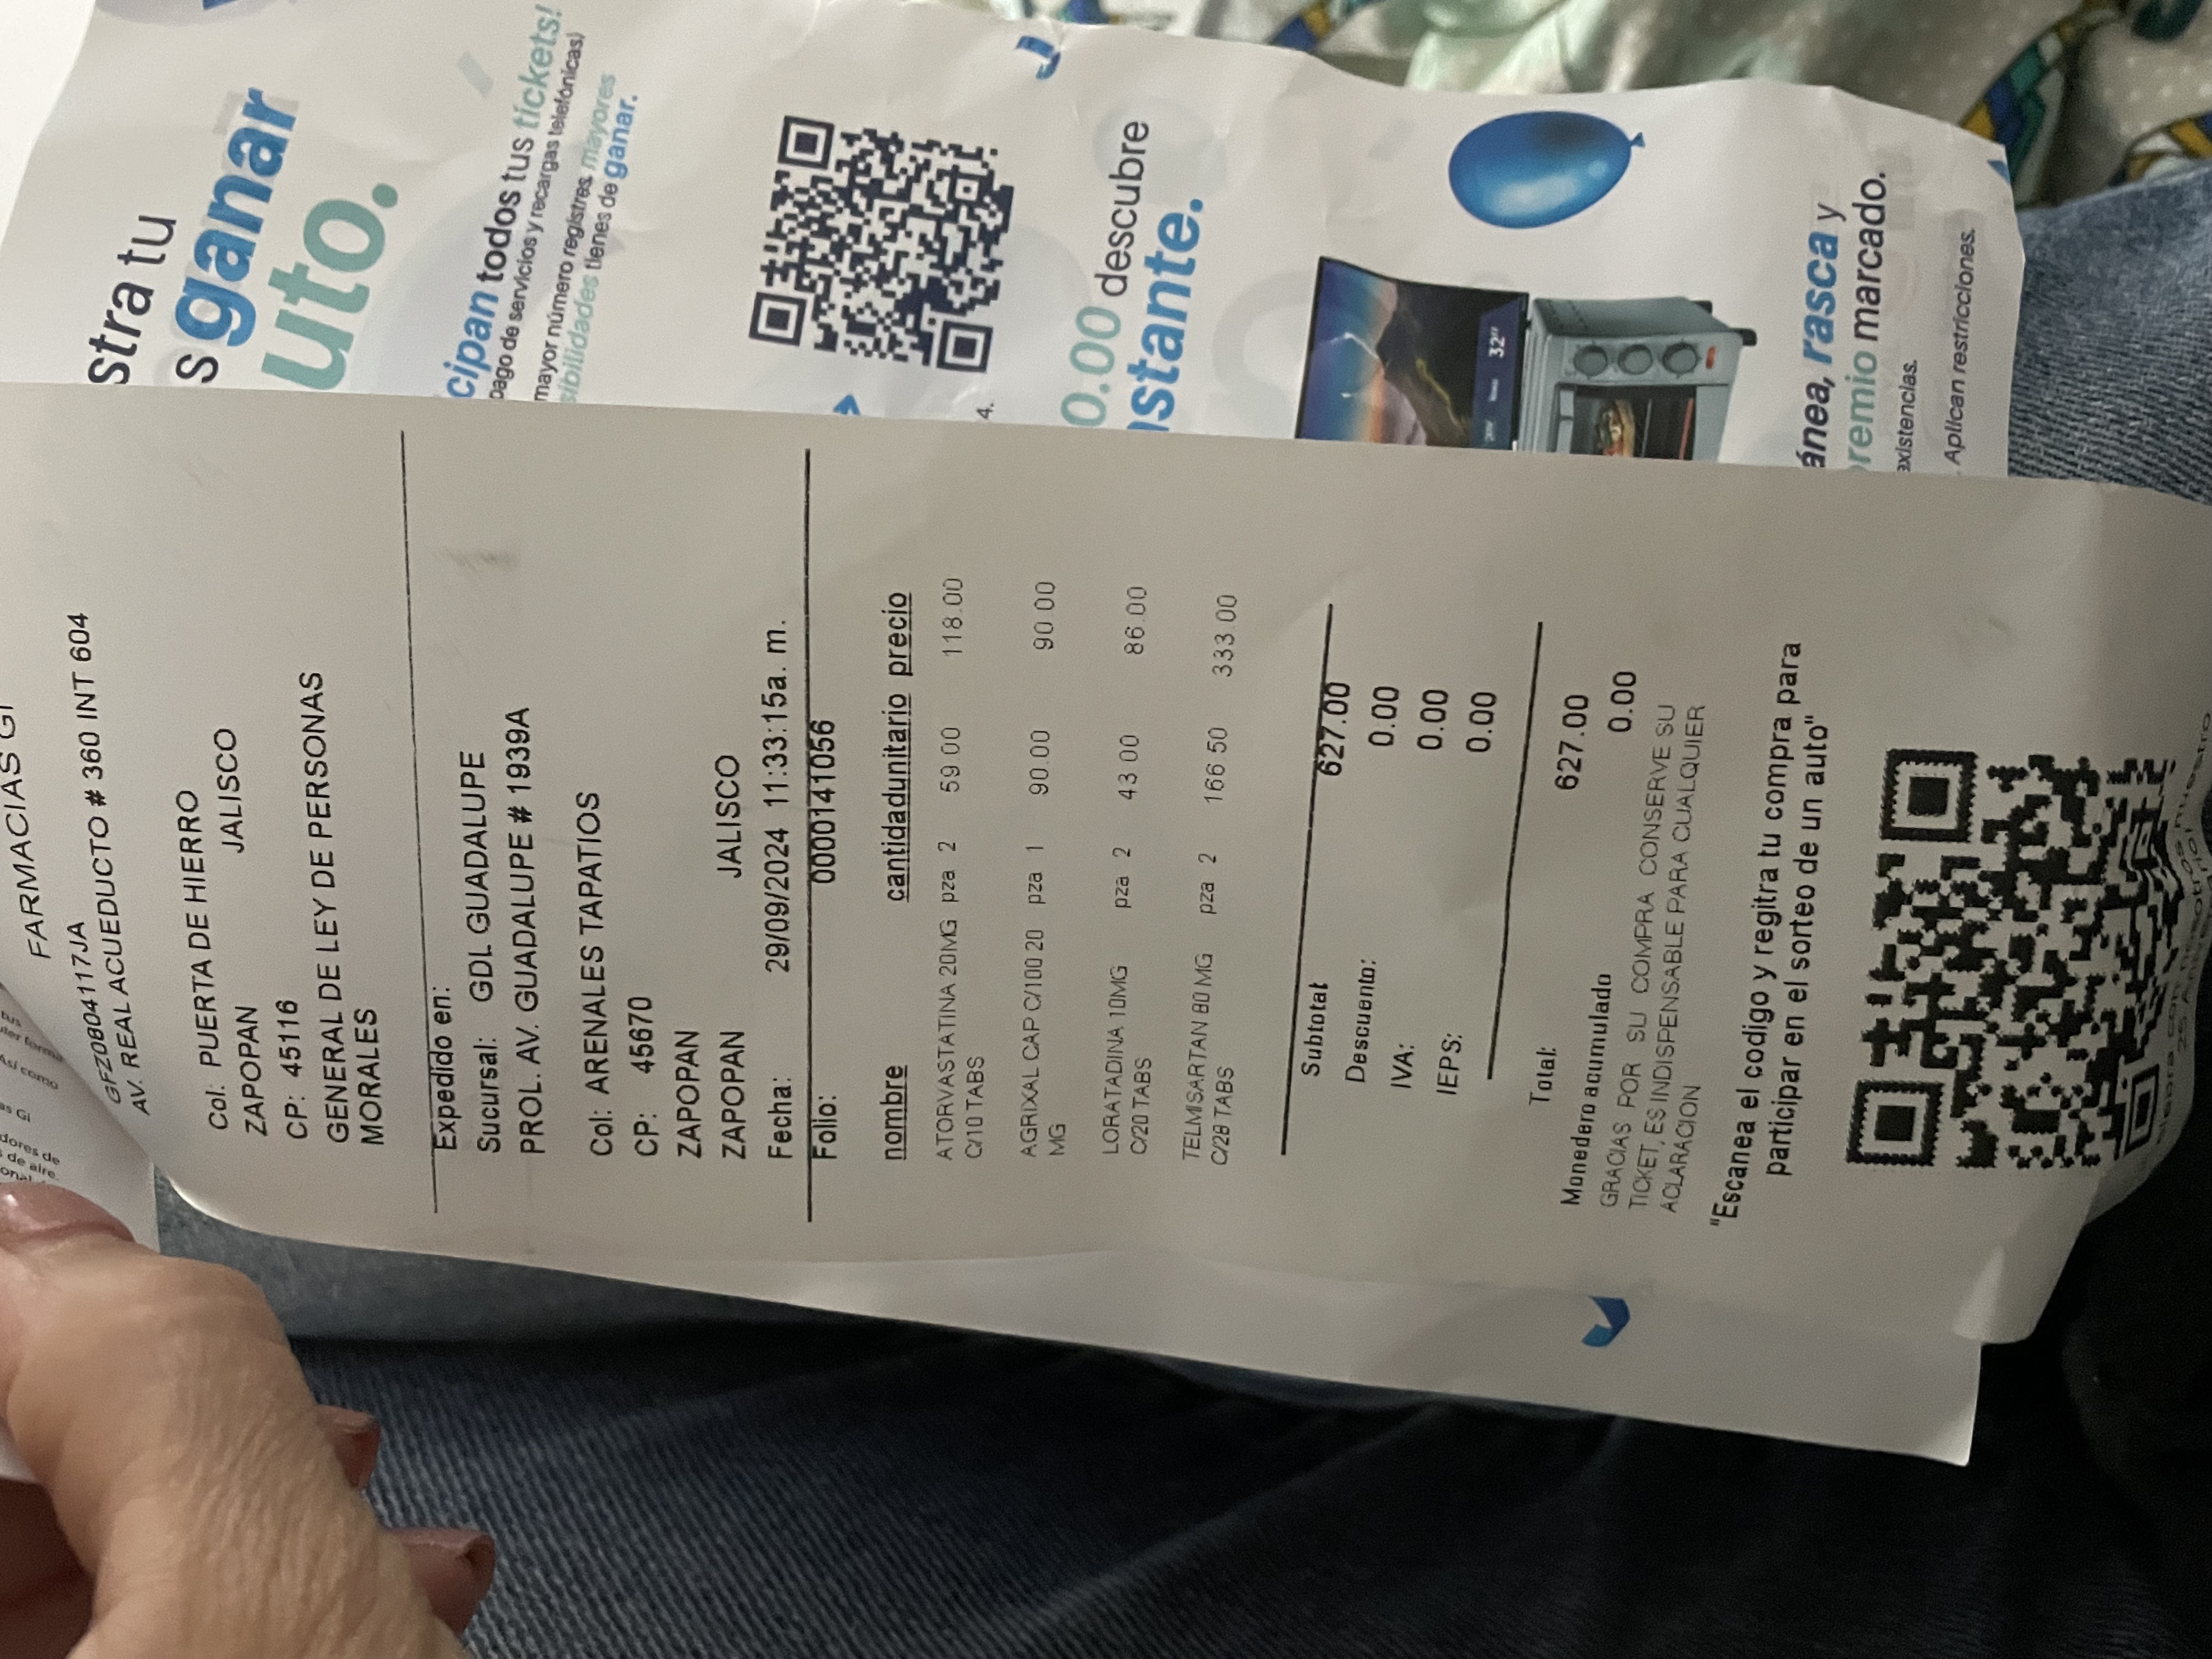 FARMACIAS GI
GFZ0804117JA
AV. REAL ACUEDUCTO # 360 INT 604
Col: PUERTA DE HIERRO
ZAPOPAN JALISCO
CP: 45116
GENERAL DE LEY DE PERSONAS
MORALES
Expedido en:
Sucursal: GDL GUADALUPE
PROL. AV. GUADALUPE # 1939A
Col: ARENALES TAPATIOS
CP: 45670
ZAPOPAN
ZAPOPAN JALISCO
Fecha: 29/09/2024 11:33:15a. m.
Folio: 0000141056
nombre cantidadunitario precio
ATORVASTATINA 20MG pza 2 59.00 118.00
C/10 TABS
AGRIXAL CAP C/100 20 pza 1 90.00 90.00
MG
LORATADINA 10MG pza 2 43.00 86.00
C/20 TABS
TELMISARTAN 80 MG pza 2 166.50 333.00
C/28 TABS
Subtotal 627.00
Descuento: 0.00
IVA: 0.00
IEPS: 0.00
Total: 627.00
Monedero acumulado 0.00
GRACIAS POR SU COMPRA CONSERVE SU
TICKET, ES INDISPENSABLE PARA CUALQUIER
ACLARACION
"Escanea el codigo y regitra tu compra para
participar en el sorteo de un auto"
stra tu
s ganar
uto.
cipan todos tus tickets!
pago de servicios y recargas telefónicas)
mayor número registres, mayores
sibilidades tienes de ganar.
4.
0.00 descubre
nstante.
32"
ánea, rasca y
remio marcado.
existencias.
Aplican restricciones.